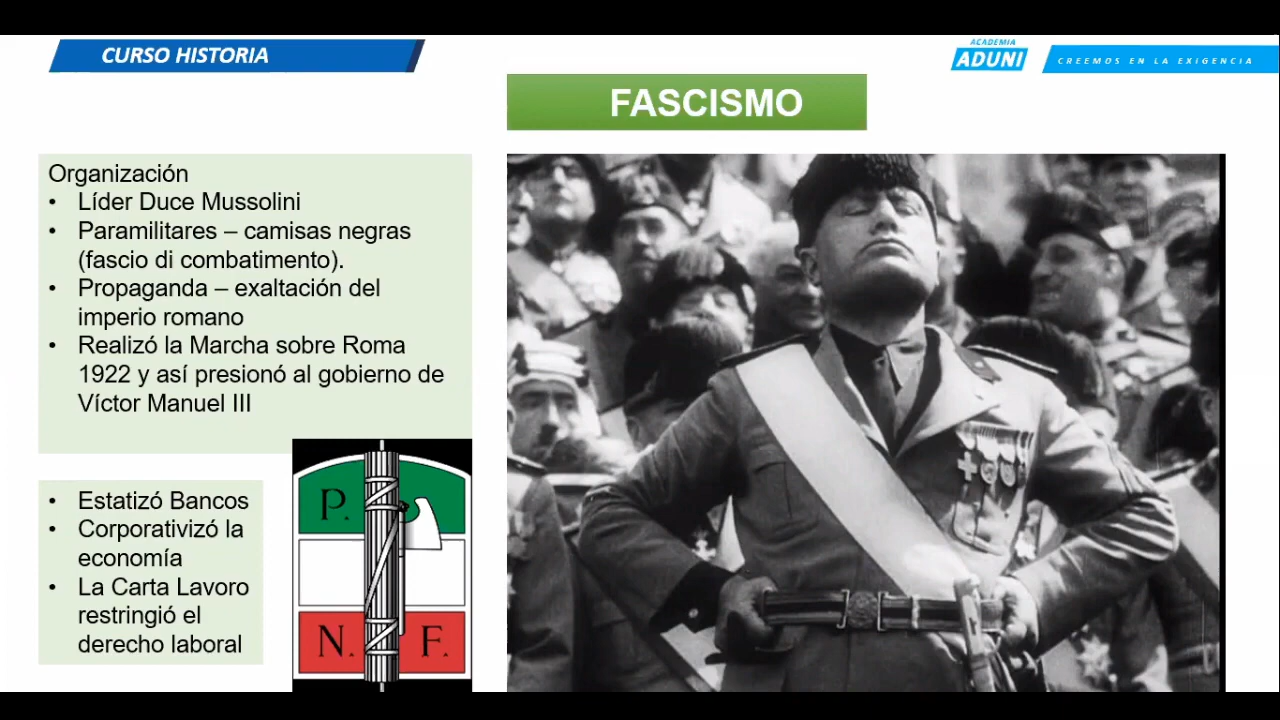 CURSO HISTORIA
ACADEMIA
ADUNI
CREEMOS EN LA EXIGENCIA
FASCISMO
Organización
• Líder Duce Mussolini
• Paramilitares – camisas negras
(fascio di combatimento).
• Propaganda – exaltación del
imperio romano
• Realizó la Marcha sobre Roma
1922 y así presionó al gobierno de
Víctor Manuel III
• Estatizó Bancos
• Corporativizó la
economía
• La Carta Lavoro
restringió el
derecho laboral
P.
N. F.